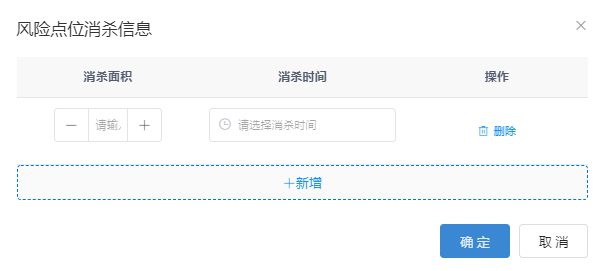 风险点位消杀信息
消杀面积 消杀时间 操作
请输 请选择消杀时间 删除
+新增
确定 取消